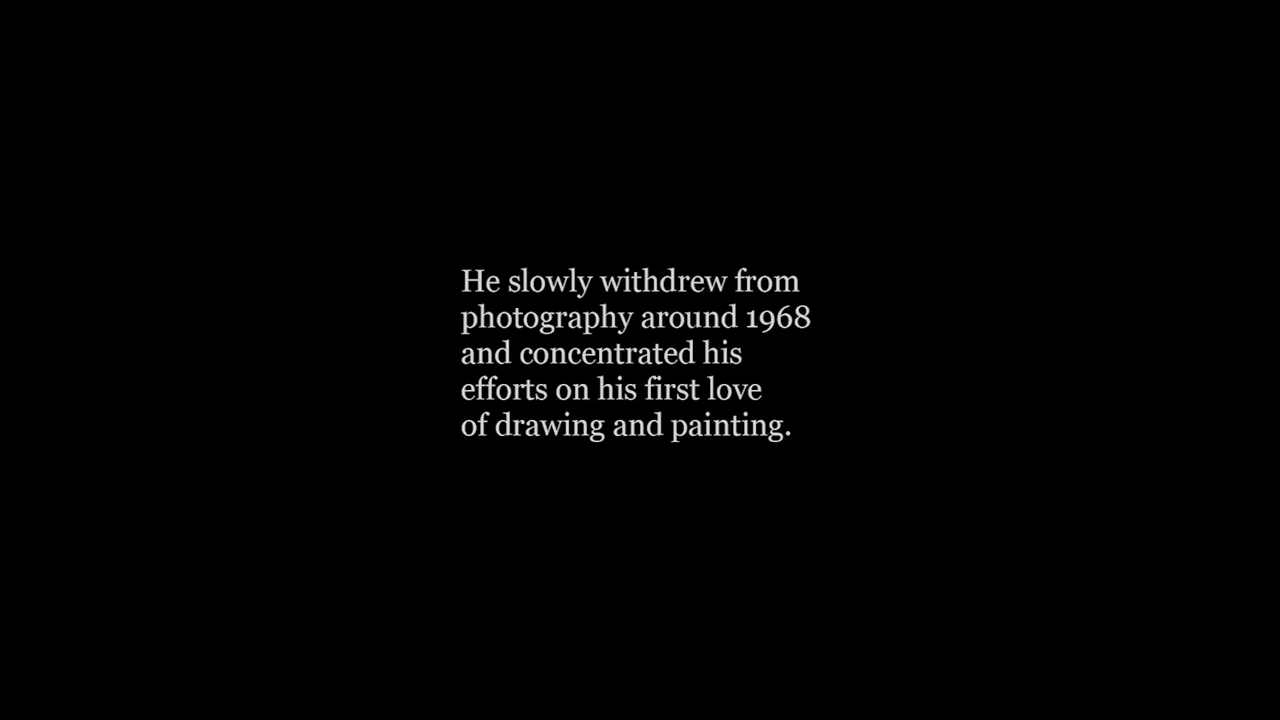 He slowly withdrew from
photography around 1968
and concentrated his
efforts on his first love
of drawing and painting.